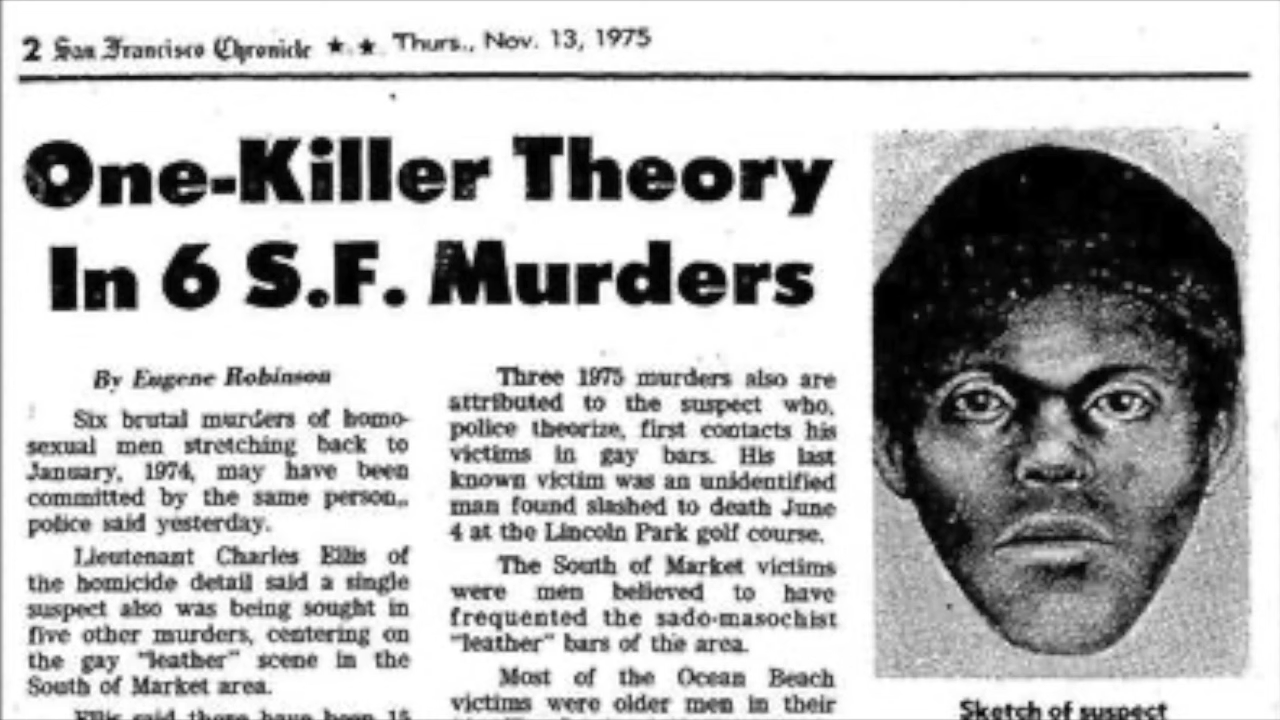 2 San Francisco Chronicle ★ ★ Thurs., Nov. 13, 1975
One-Killer Theory
In 6 S.F. Murders
By Eugene Robinson
Six brutal murders of homo-
sexual men stretching back to
January, 1974, may have been
committed by the same person,
police said yesterday.
Lieutenant Charles Ellis of
the homicide detail said a single
suspect also was being sought in
five other murders, centering on
the gay "leather" scene in the
South of Market area.
Ellis said there have been 15
Three 1975 murders also are
attributed to the suspect who,
police theorize, first contacts his
victims in gay bars. His last
known victim was an unidentified
man found slashed to death June
4 at the Lincoln Park golf course.
The South of Market victims
were men believed to have
frequented the sado-masochist
"leather" bars of the area.
Most of the Ocean Beach
victims were older men in their
Sketch of suspect